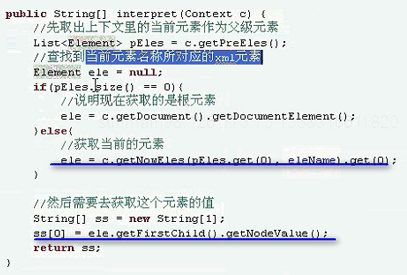 public String[] interpret(Context c) {
//先取出上下文里的当前元素作为父级元素
List<Element> pEles = c.getPreEles();
//查找到当前元素名称所对应的xml元素
Element ele = null;
if(pEles.size() == 0){
//说明现在获取的是根元素
ele = c.getDocument().getDocumentElement();
}else{
//获取当前的元素
ele = c.getNowEles(pEles.get(0), eleName).get(0);
}
//然后需要去获取这个元素的值
String[] ss = new String[1];
ss[0] = ele.getFirstChild().getNodeValue();
return ss;
}